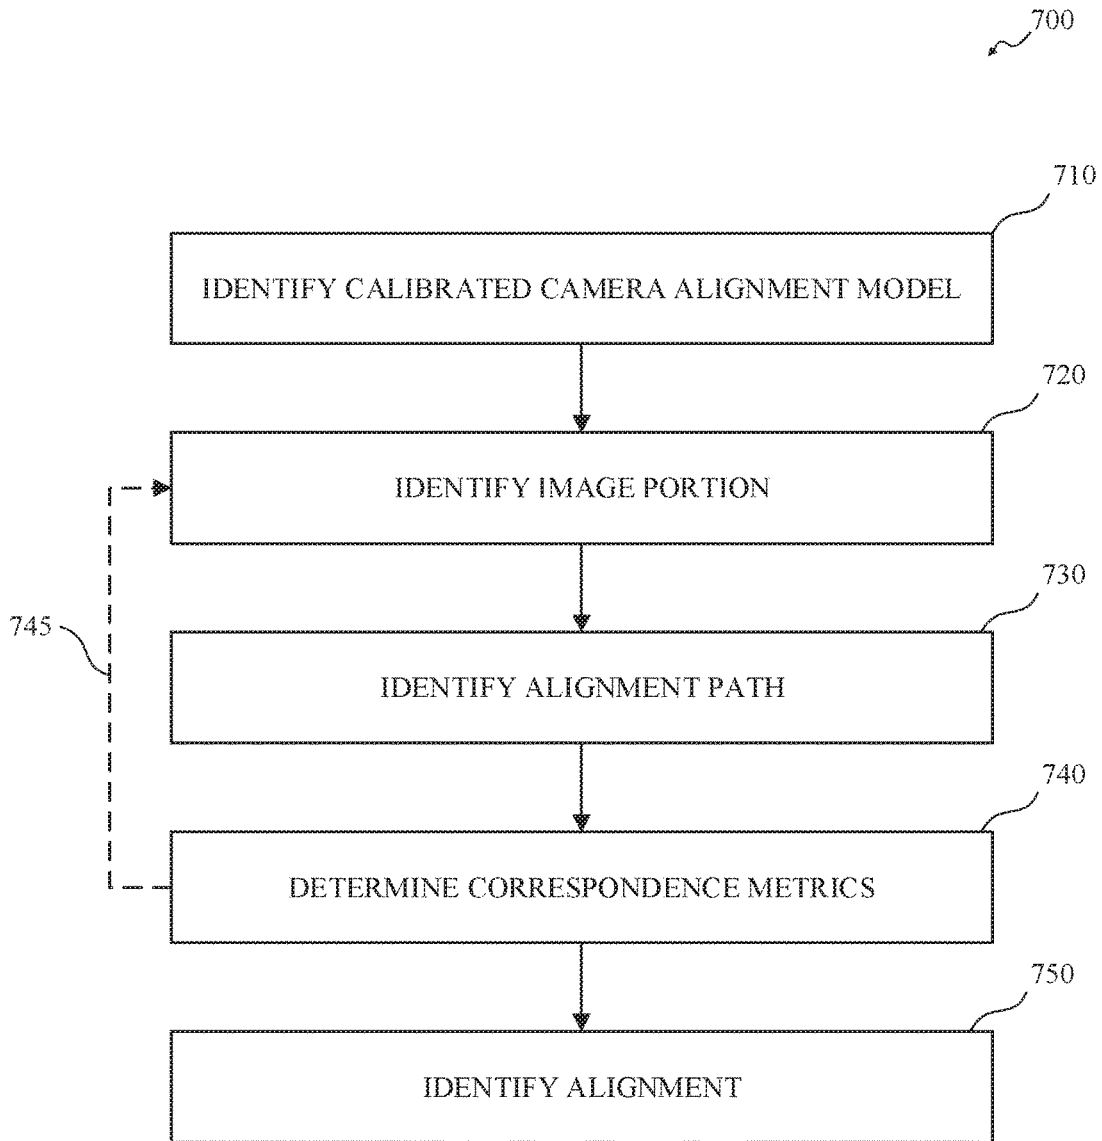 700
710
IDENTIFY CALIBRATED CAMERA ALIGNMENT MODEL
720
IDENTIFY IMAGE PORTION
730
IDENTIFY ALIGNMENT PATH
745
740
DETERMINE CORRESPONDENCE METRICS
750
IDENTIFY ALIGNMENT